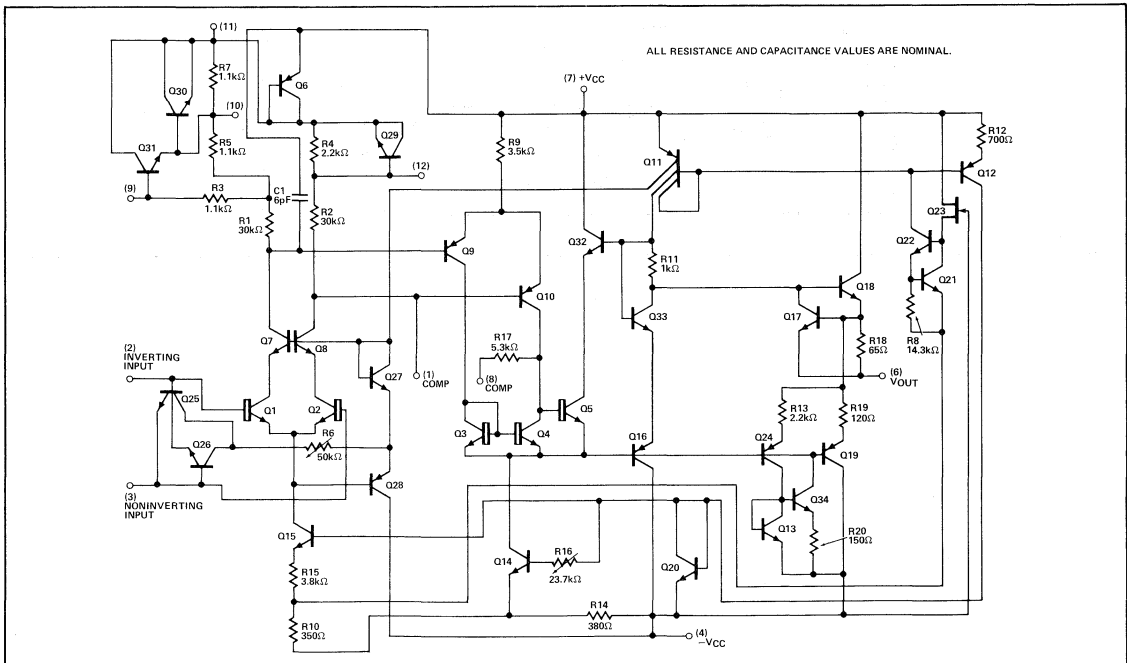 ALL RESISTANCE AND CAPACITANCE VALUES ARE NOMINAL.
(11)
R7
1.1kΩ
Q30
(10)
Q31
R5
1.1kΩ
(9)
R3
1.1kΩ
R1
30kΩ
C1
6pF
Q6
R4
2.2kΩ
Q29
(12)
R2
30kΩ
(7) +VCC
R9
3.5kΩ
Q9
Q10
Q11
Q32
R11
1kΩ
Q33
R12
700Ω
Q12
Q23
Q22
Q21
R8
14.3kΩ
Q18
Q17
R18
65Ω
(6)
VOUT
Q7
Q8
(2)
INVERTING
INPUT
Q25
Q1
Q2
Q26
R6
50kΩ
(3)
NONINVERTING
INPUT
Q27
Q28
(1)
COMP
R17
5.3kΩ
(8)
COMP
Q3
Q4
Q5
Q16
R13
2.2kΩ
R19
120Ω
Q24
Q19
Q34
Q13
R20
150Ω
Q15
R15
3.8kΩ
R10
350Ω
Q14
R16
23.7kΩ
Q20
R14
380Ω
(4)
−VCC